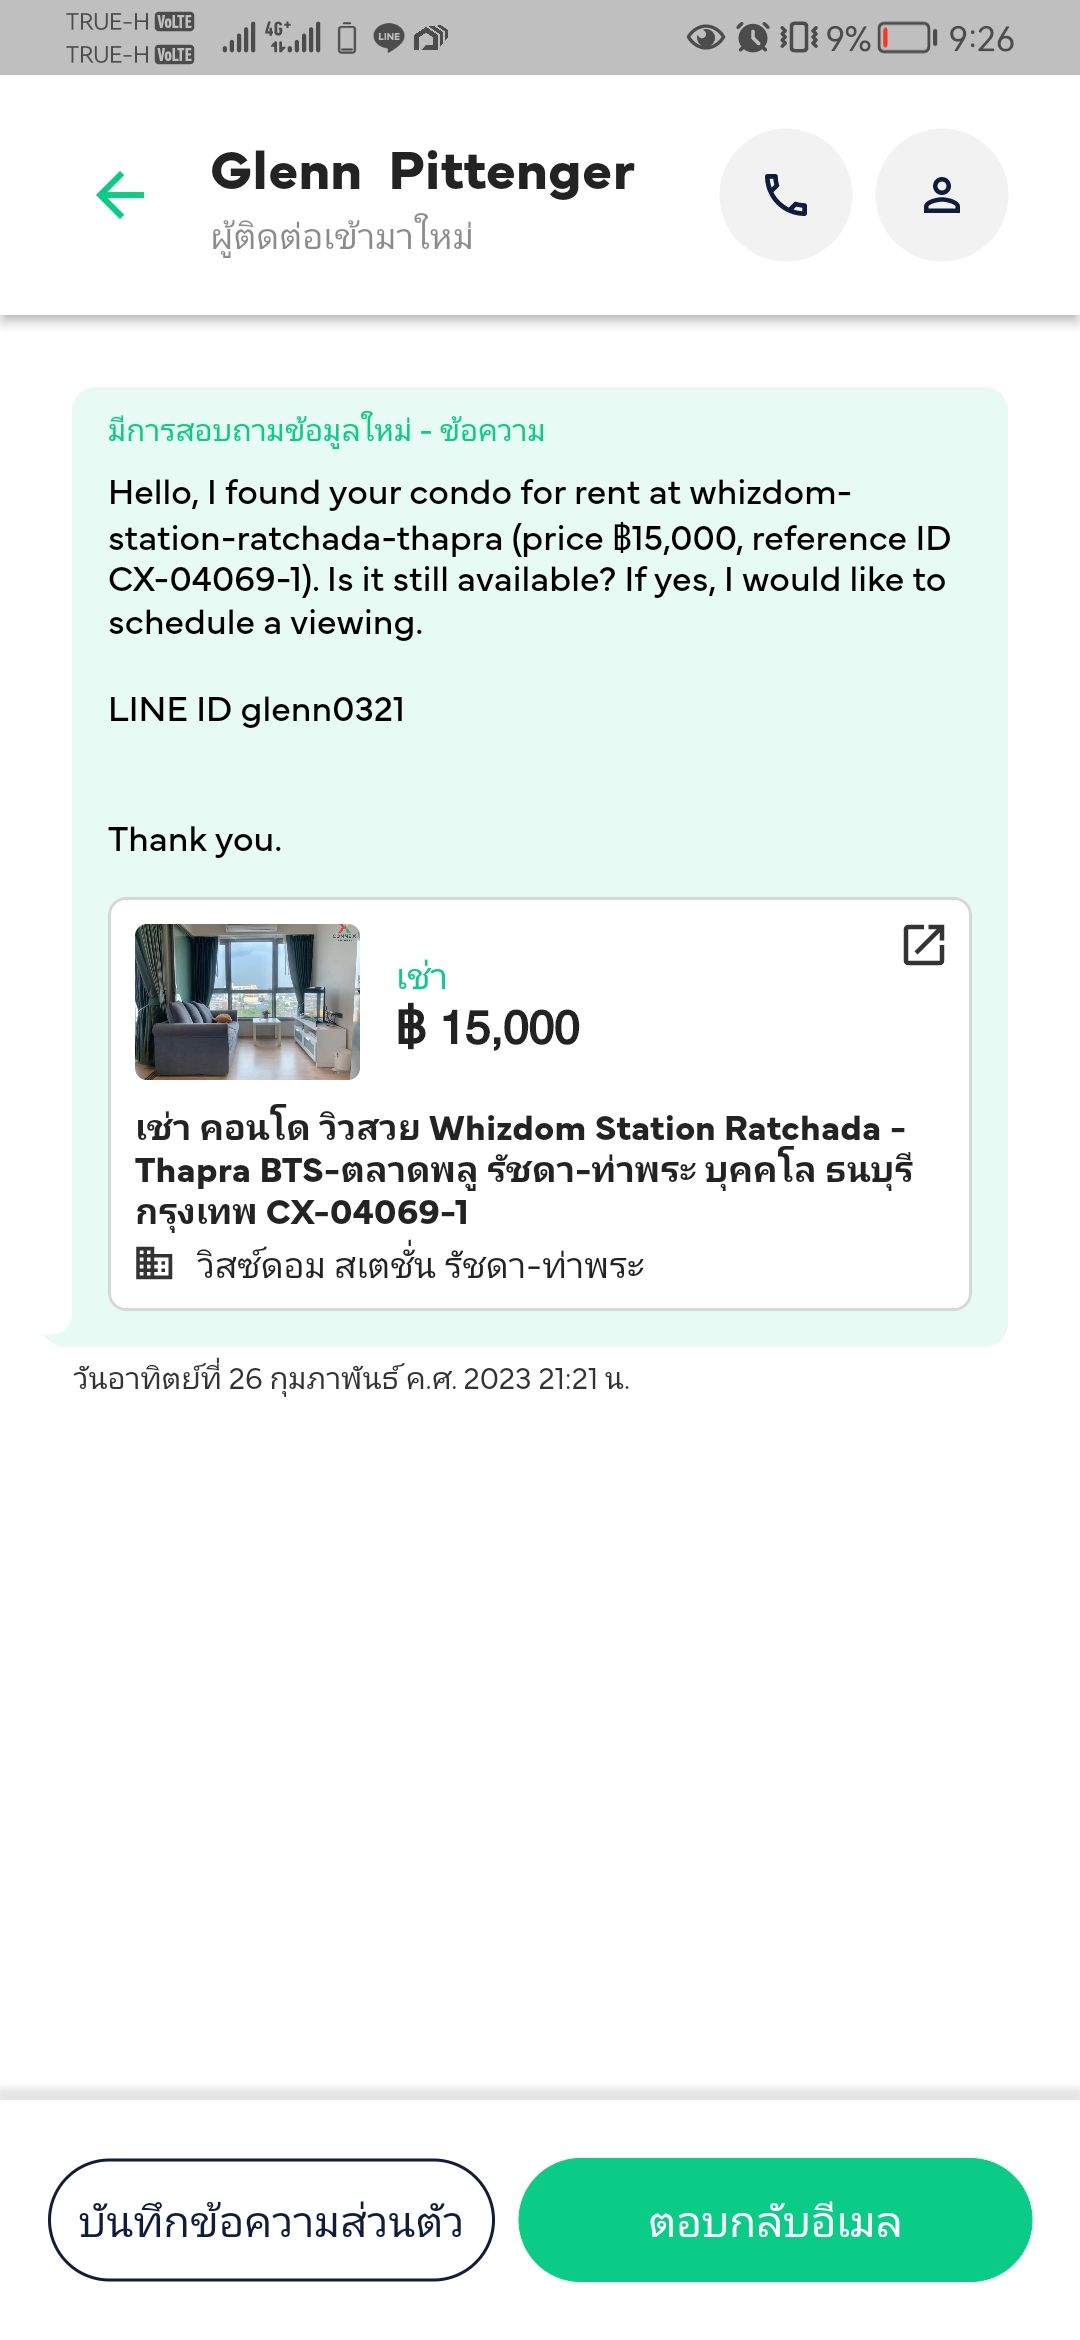 TRUE-H VoLTE
TRUE-H VoLTE
4G+
LINE
9% 9:26
Glenn Pittenger
ผู้ติดต่อเข้ามาใหม่
มีการสอบถามข้อมูลใหม่ - ข้อความ
Hello, I found your condo for rent at whizdom-
station-ratchada-thapra (price ฿15,000, reference ID
CX-04069-1). Is it still available? If yes, I would like to
schedule a viewing.
LINE ID glenn0321
Thank you.
เช่า
฿ 15,000
เช่า คอนโด วิวสวย Whizdom Station Ratchada -
Thapra BTS-ตลาดพลู รัชดา-ท่าพระ บุคคโล ธนบุรี
กรุงเทพ CX-04069-1
วิสซ์ดอม สเตชั่น รัชดา-ท่าพระ
วันอาทิตย์ที่ 26 กุมภาพันธ์ ค.ศ. 2023 21:21 น.
บันทึกข้อความส่วนตัว
ตอบกลับอีเมล